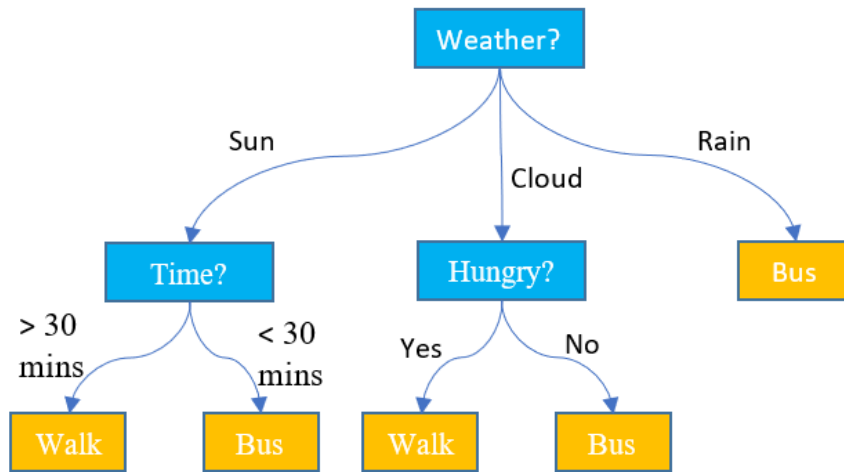 Weather?
Sun
Cloud
Rain
Time?
Hungry?
Bus
> 30
mins
< 30
mins
Yes
No
Walk
Bus
Walk
Bus